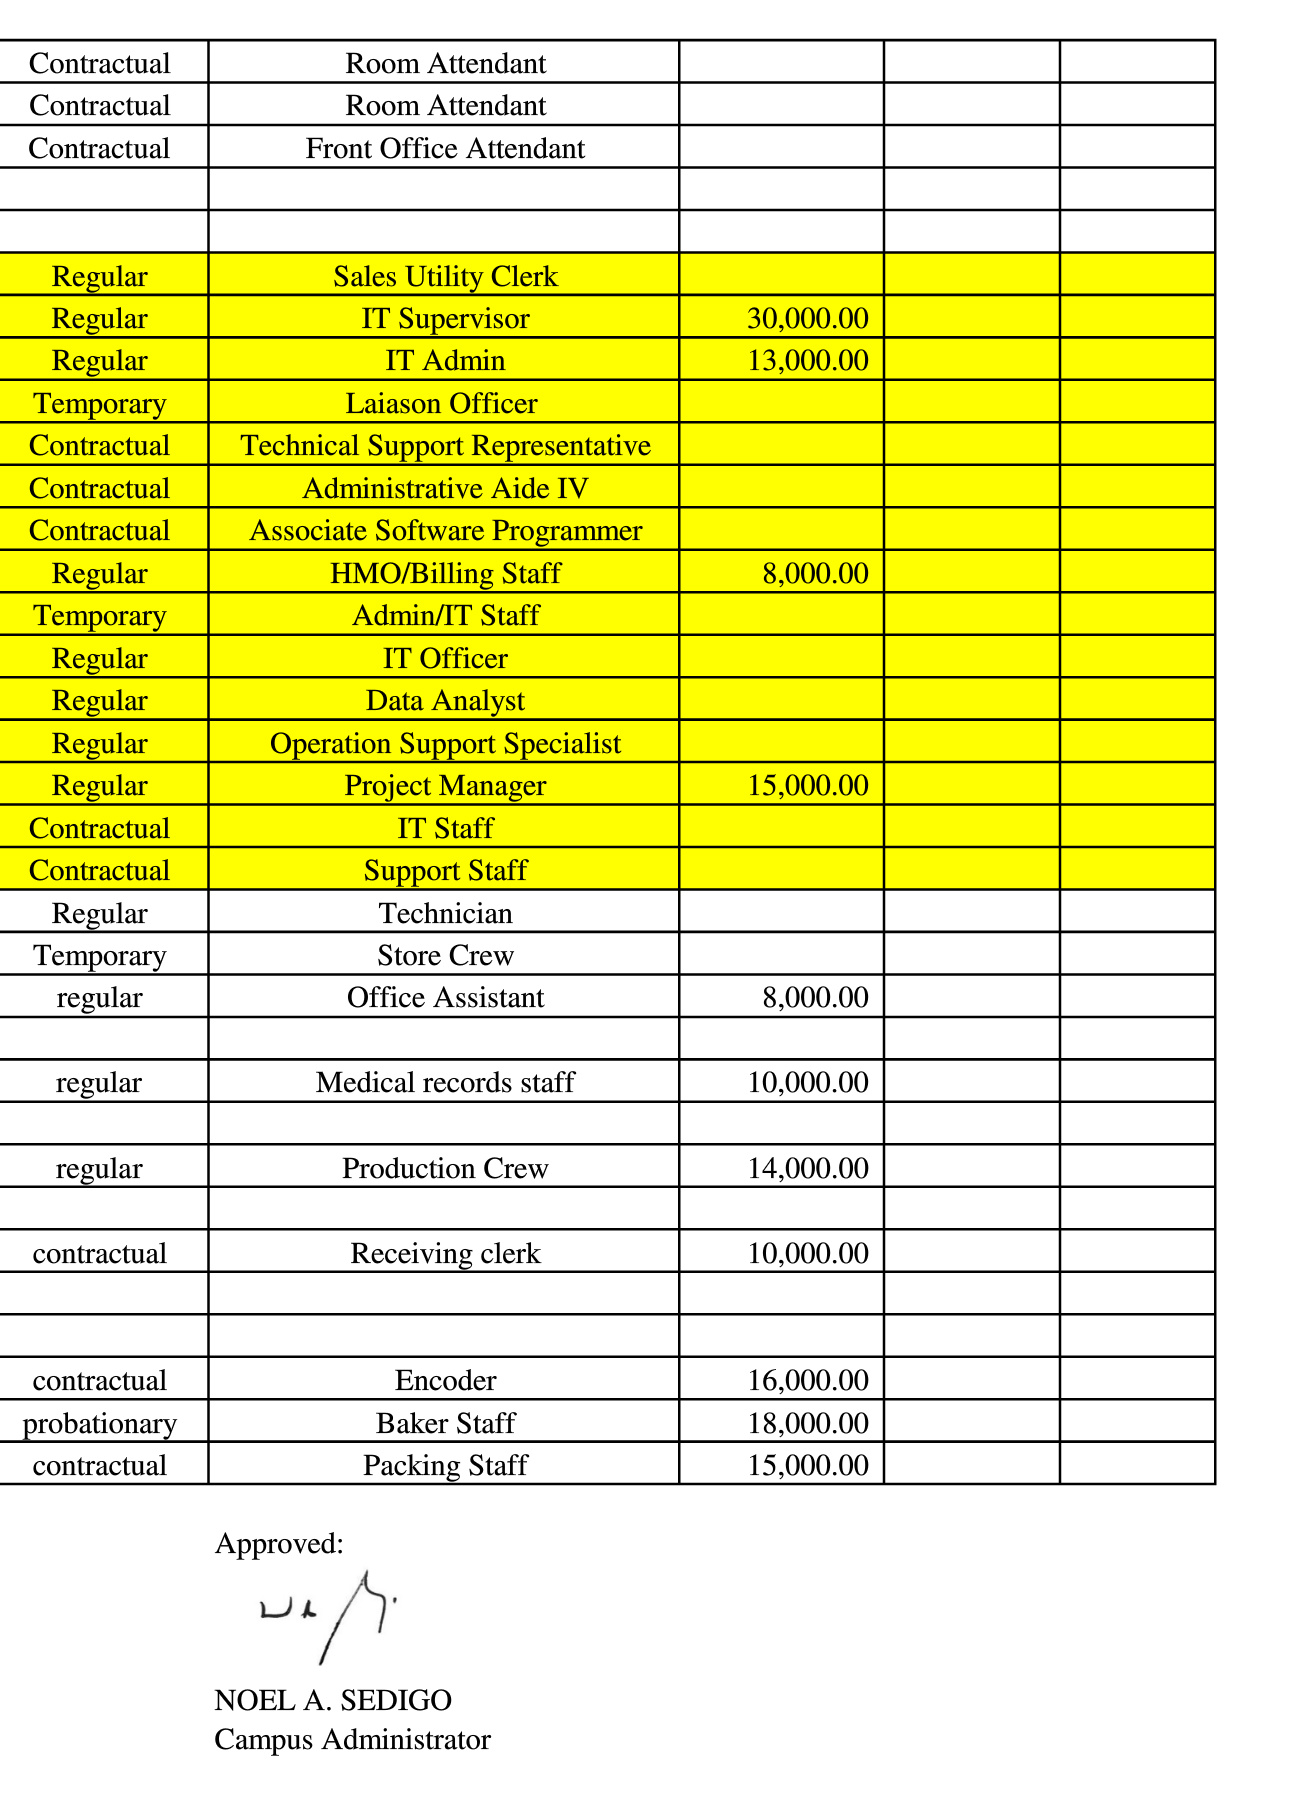 Contractual Room Attendant
Contractual Room Attendant
Contractual Front Office Attendant
Regular Sales Utility Clerk
Regular IT Supervisor 30,000.00
Regular IT Admin 13,000.00
Temporary Laiason Officer
Contractual Technical Support Representative
Contractual Administrative Aide IV
Contractual Associate Software Programmer
Regular HMO/Billing Staff 8,000.00
Temporary Admin/IT Staff
Regular IT Officer
Regular Data Analyst
Regular Operation Support Specialist
Regular Project Manager 15,000.00
Contractual IT Staff
Contractual Support Staff
Regular Technician
Temporary Store Crew
regular Office Assistant 8,000.00
regular Medical records staff 10,000.00
regular Production Crew 14,000.00
contractual Receiving clerk 10,000.00
contractual Encoder 16,000.00
probationary Baker Staff 18,000.00
contractual Packing Staff 15,000.00
Approved:
NOEL A. SEDIGO
Campus Administrator